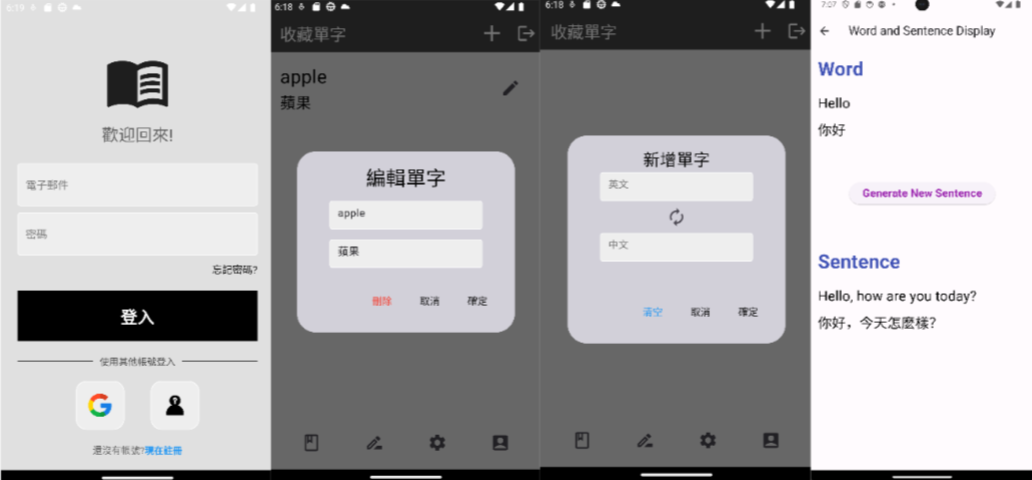 6:19
歡迎回來!
電子郵件
密碼
忘記密碼?
登入
使用其他帳號登入
還沒有帳號?現在註冊
6:18
收藏單字
apple
蘋果
編輯單字
apple
蘋果
刪除 取消 確定
6:18
收藏單字
新增單字
英文
中文
清空 取消 確定
7:07
Word and Sentence Display
Word
Hello
你好
Generate New Sentence
Sentence
Hello, how are you today?
你好，今天怎麼樣?